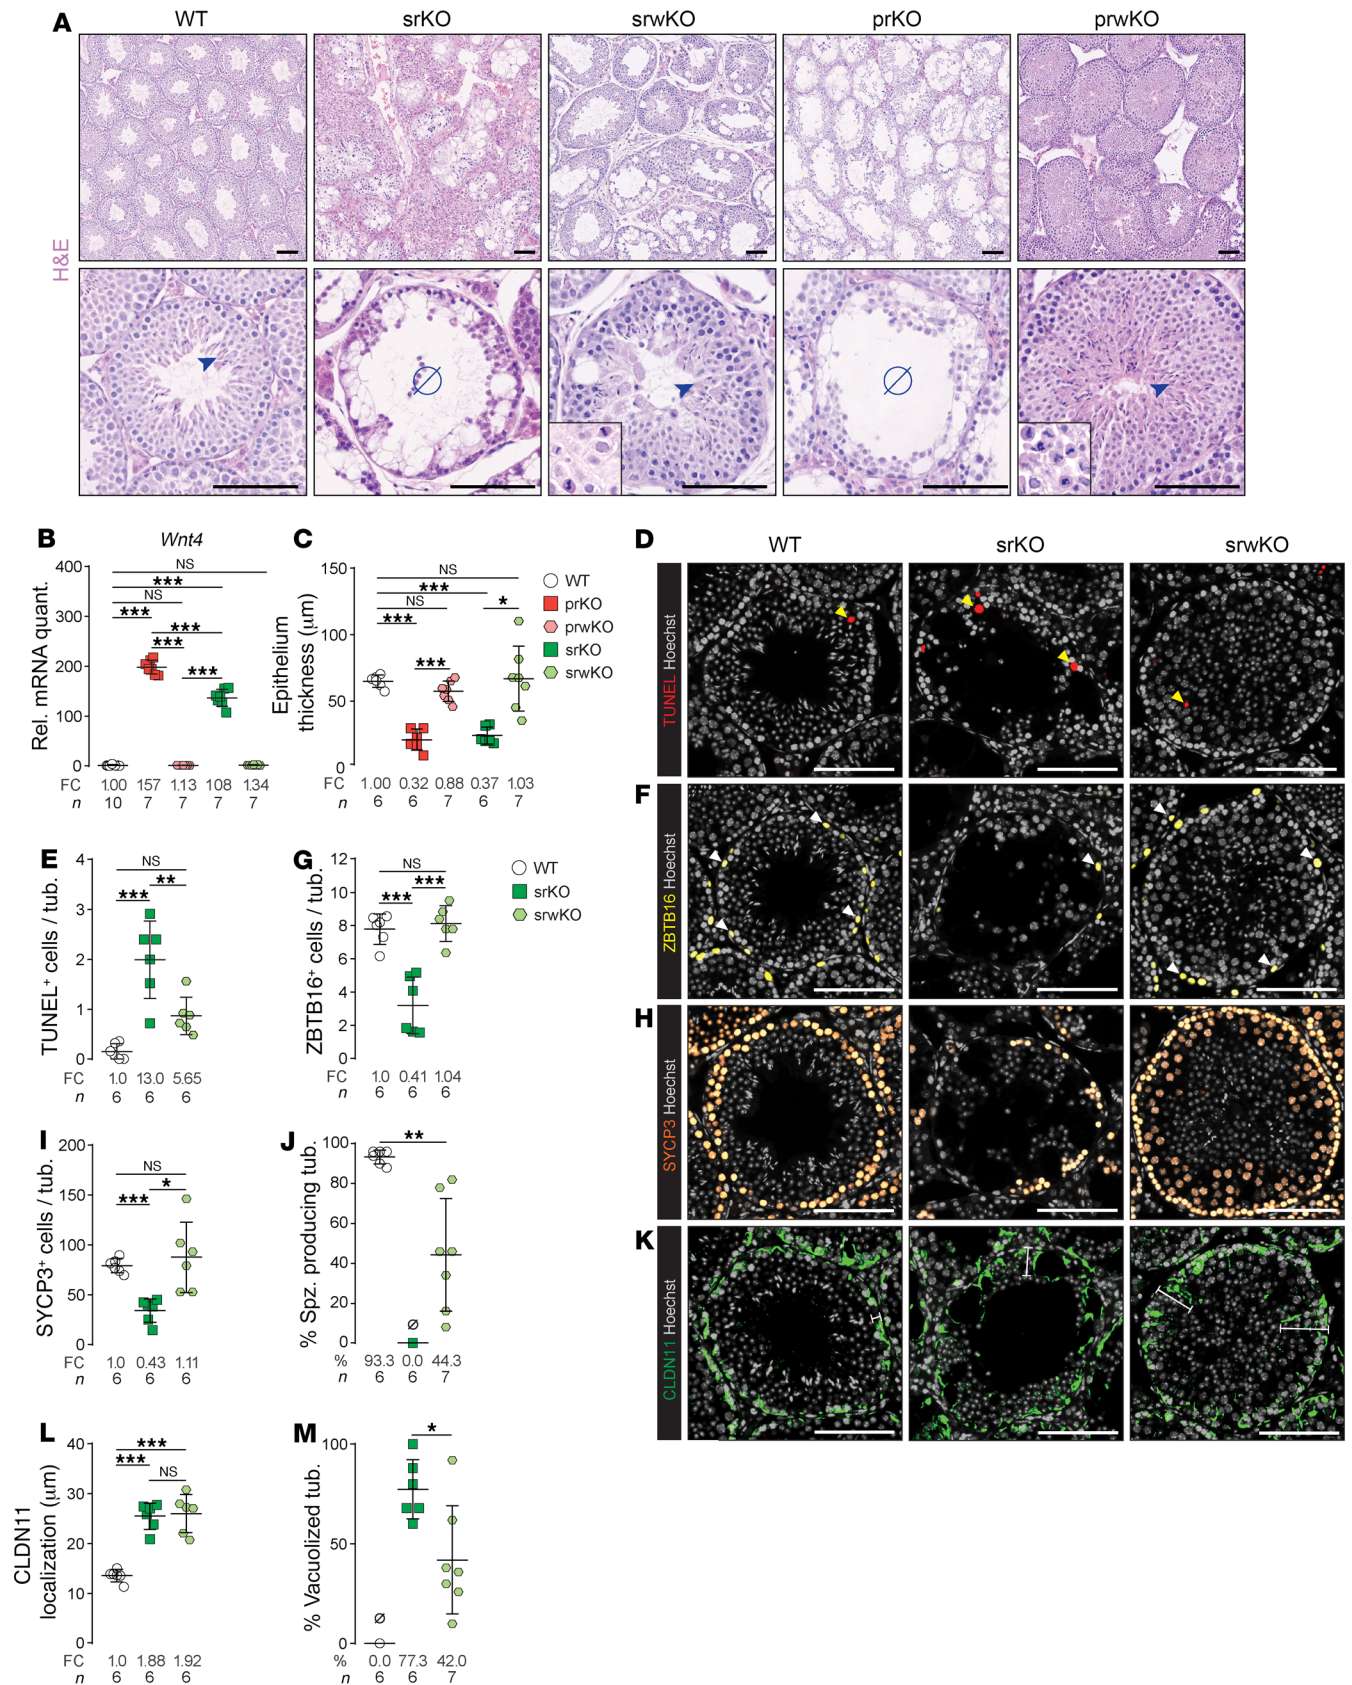 A
WT
srKO
srwKO
prKO
prwKO
H&E
B
Wnt4
Rel. mRNA quant.
400
300
200
100
0
NS
***
NS
***
***
***
***
FC 1.00 157 1.13 108 1.34
n 10 7 7 7 7
C
Epithelium
thickness (μm)
150
100
50
0
NS
***
NS
***
*
***
FC 1.00 0.32 0.88 0.37 1.03
n 6 6 7 6 7
WT
prKO
prwKO
srKO
srwKO
D
WT
srKO
srwKO
TUNEL Hoechst
E
TUNEL+ cells / tub.
4
3
2
1
0
NS
**
***
FC 1.0 13.0 5.65
n 6 6 6
F
ZBTB16 Hoechst
G
ZBTB16+ cells / tub.
12
10
8
6
4
2
0
NS
***
***
FC 1.0 0.41 1.04
n 6 6 6
WT
srKO
srwKO
H
SYCP3 Hoechst
I
SYCP3+ cells / tub.
200
150
100
50
0
NS
*
***
FC 1.0 0.43 1.11
n 6 6 6
J
% Spz. producing tub.
100
80
60
40
20
0
**
Ø
% 93.3 0.0 44.3
n 6 6 7
K
CLDN11 Hoechst
L
CLDN11
localization (μm)
40
30
20
10
0
***
***
NS
FC 1.0 1.88 1.92
n 6 6 6
M
% Vacuolized tub.
100
50
0
*
Ø
% 0.0 77.3 42.0
n 6 6 7